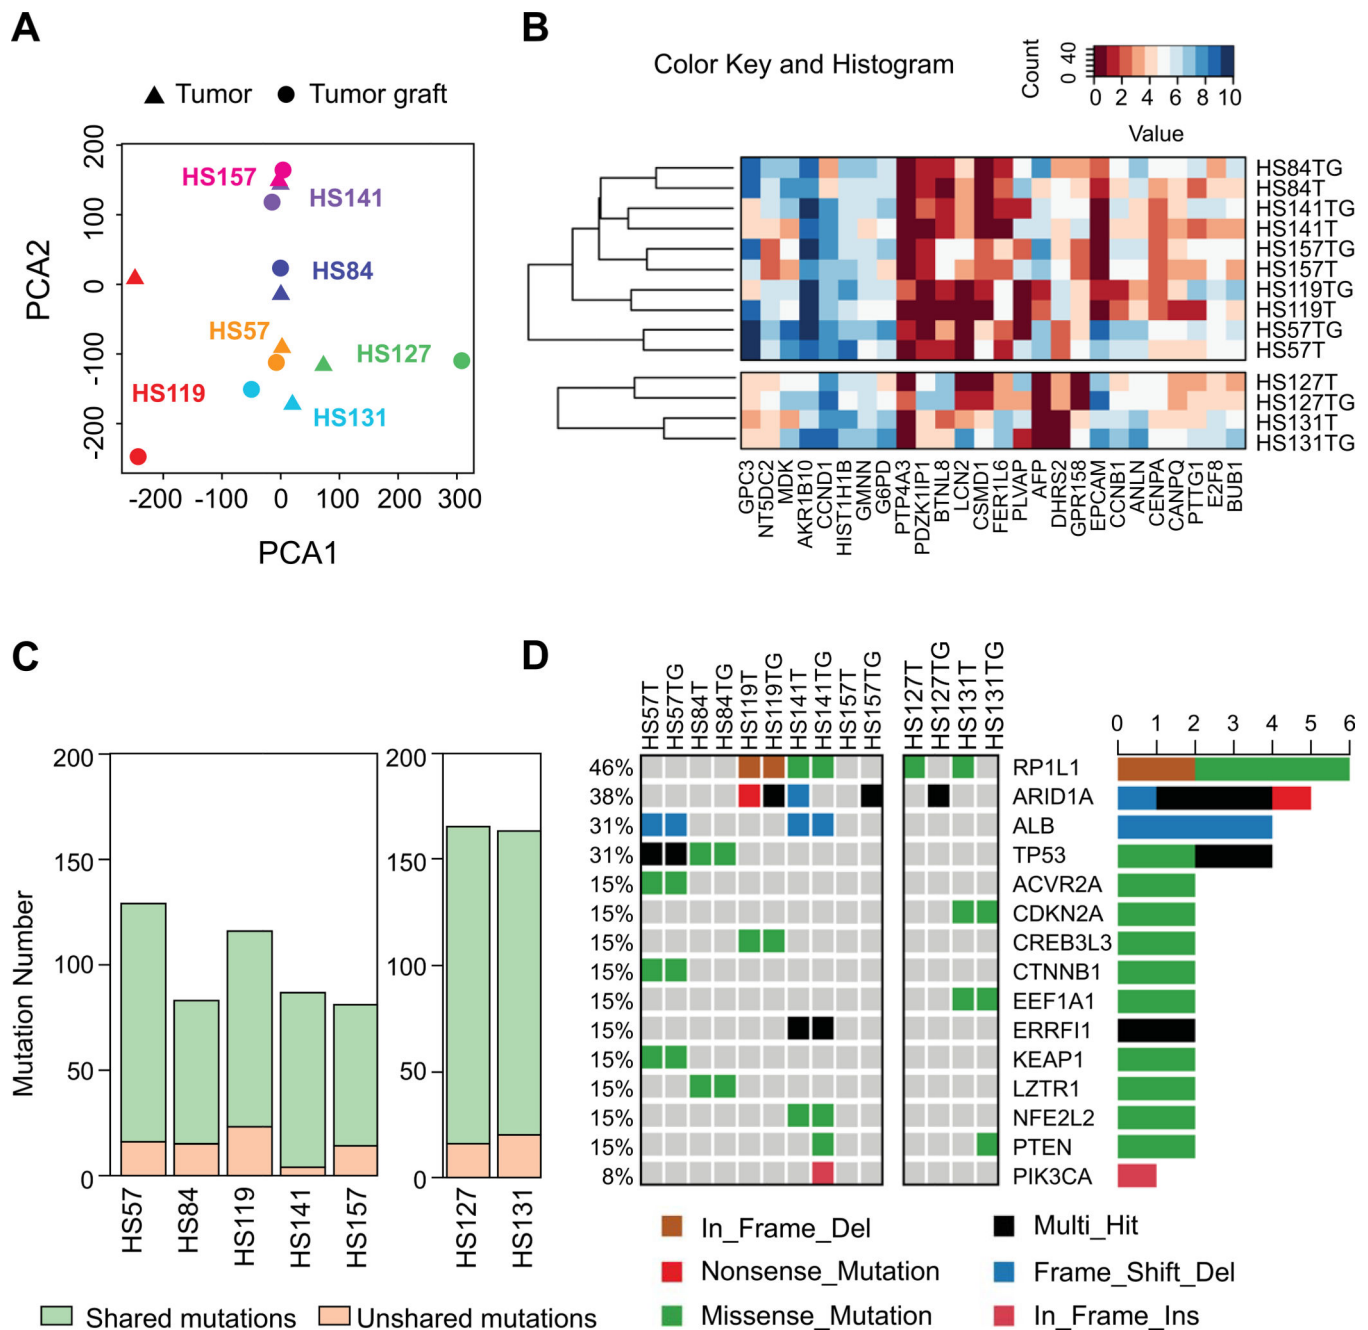 A
Tumor
Tumor graft
PCA2
200
100
0
-100
-200
HS157
HS141
HS84
HS57
HS127
HS119
HS131
-200
-100
0
100
200
300
PCA1
B
Color Key and Histogram
Count
0 40
0 2 4 6 8 10
Value
HS84TG
HS84T
HS141TG
HS141T
HS157TG
HS157T
HS119TG
HS119T
HS57TG
HS57T
HS127T
HS127TG
HS131T
HS131TG
GPC3
NT5DC2
MDK
AKR1B10
CCND1
HIST1H1B
GMNN
G6PD
PTP4A3
PDZK1IP1
BTNL8
LCN2
CSMD1
FER1L6
PLVAP
AFP
DHRS2
GPR158
EPCAM
CCNB1
ANLN
CENPA
CANPQ
PTTG1
E2F8
BUB1
C
Mutation Number
200
150
100
50
0
200
150
100
50
0
HS57
HS84
HS119
HS141
HS157
HS127
HS131
Shared mutations
Unshared mutations
D
HS57T
HS57TG
HS84T
HS84TG
HS119T
HS119TG
HS141T
HS141TG
HS157T
HS157TG
HS127T
HS127TG
HS131T
HS131TG
0 1 2 3 4 5 6
46% RP1L1
38% ARID1A
31% ALB
31% TP53
15% ACVR2A
15% CDKN2A
15% CREB3L3
15% CTNNB1
15% EEF1A1
15% ERRFI1
15% KEAP1
15% LZTR1
15% NFE2L2
15% PTEN
8% PIK3CA
In_Frame_Del
Multi_Hit
Nonsense_Mutation
Frame_Shift_Del
Missense_Mutation
In_Frame_Ins